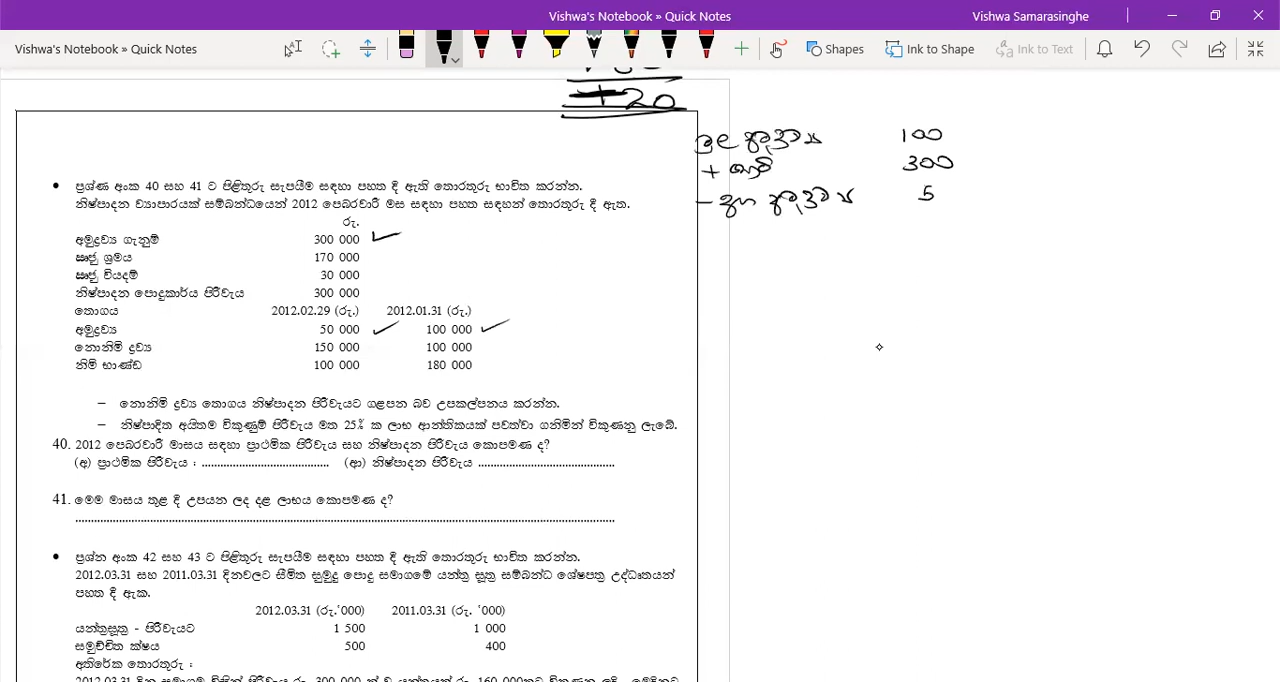 Vishwa's Notebook » Quick Notes
Vishwa Samarasinghe
Vishwa's Notebook » Quick Notes
Shapes
Ink to Shape
Ink to Text
+20
මුල අමුද්‍රව්‍ය 100
+ ගැනුම් 300
- අග අමුද්‍රව්‍ය 5
• ප්‍රශ්ණ අංක 40 සහ 41 ට පිළිතුරු සැපයීම සඳහා පහත දී ඇති තොරතුරු භාවිත කරන්න.
නිෂ්පාදන ව්‍යාපාරයක් සම්බන්ධයෙන් 2012 පෙබරවාරි මස සඳහා පහත සඳහන් තොරතුරු දී ඇත.
රු.
අමුද්‍රව්‍ය ගැනුම් 300 000
සෘජු ශ්‍රමය 170 000
සෘජු වියදම් 30 000
නිෂ්පාදන පොදුකාර්ය පිරිවැය 300 000
තොගය 2012.02.29 (රු.) 2012.01.31 (රු.)
අමුද්‍රව්‍ය 50 000 100 000
නොනිමි ද්‍රව්‍ය 150 000 100 000
නිමි භාණ්ඩ 100 000 180 000
– නොනිමි ද්‍රව්‍ය තොගය නිෂ්පාදන පිරිවැයට ගළපන බව උපකල්පනය කරන්න.
– නිෂ්පාදිත අයිතම විකුණුම් පිරිවැය මත 25% ක ලාභ ආන්තිකයක් පවත්වා ගනිමින් විකුණනු ලැබේ.
40. 2012 පෙබරවාරි මාසය සඳහා ප්‍රාථමික පිරිවැය සහ නිෂ්පාදන පිරිවැය කොපමණ ද?
(අ) ප්‍රාථමික පිරිවැය : ........................................ (ආ) නිෂ්පාදන පිරිවැය ...........................................
41. මෙම මාසය තුළ දී උපයන ලද දළ ලාභය කොපමණ ද?
• ප්‍රශ්න අංක 42 සහ 43 ට පිළිතුරු සැපයීම සඳහා පහත දී ඇති තොරතුරු භාවිත කරන්න.
2012.03.31 සහ 2011.03.31 දිනවලට සීමිත සුමුදු පොදු සමාගමේ යන්ත්‍ර සූත්‍ර සම්බන්ධ ශේෂපත්‍ර උද්ධෘතයන්
පහත දී ඇක.
2012.03.31 (රු.'000) 2011.03.31 (රු. '000)
යන්ත්‍රසූත්‍ර - පිරිවැයට 1 500 1 000
සමුච්චිත ක්ෂය 500 400
අතිරේක තොරතුරු :